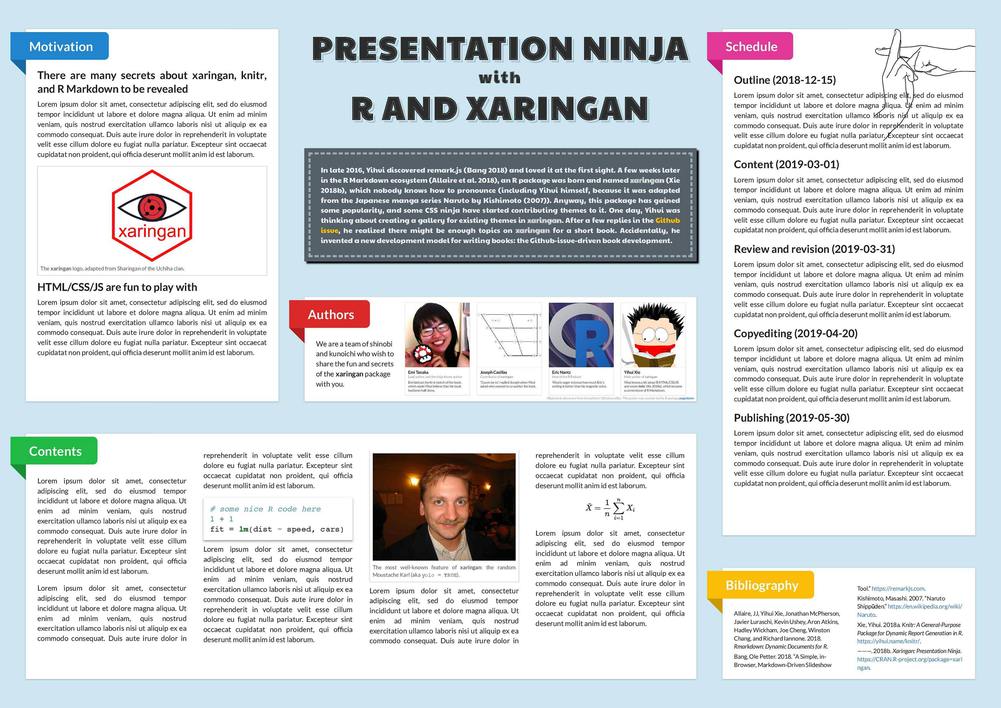 Motivation
There are many secrets about xaringan, knitr,
and R Markdown to be revealed
Lorem ipsum dolor sit amet, consectetur adipiscing elit, sed do eiusmod
tempor incididunt ut labore et dolore magna aliqua. Ut enim ad minim
veniam, quis nostrud exercitation ullamco laboris nisi ut aliquip ex ea
commodo consequat. Duis aute irure dolor in reprehenderit in voluptate
velit esse cillum dolore eu fugiat nulla pariatur. Excepteur sint occaecat
cupidatat non proident, qui officia deserunt mollit anim id est laborum.
xaringan
The xaringan logo, adapted from Sharingan of the Uchiha clan.
HTML/CSS/JS are fun to play with
Lorem ipsum dolor sit amet, consectetur adipiscing elit, sed do eiusmod
tempor incididunt ut labore et dolore magna aliqua. Ut enim ad minim
veniam, quis nostrud exercitation ullamco laboris nisi ut aliquip ex ea
commodo consequat. Duis aute irure dolor in reprehenderit in voluptate
velit esse cillum dolore eu fugiat nulla pariatur. Excepteur sint occaecat
cupidatat non proident, qui officia deserunt mollit anim id est laborum.
PRESENTATION NINJA
with
R AND XARINGAN
In late 2016, Yihui discovered remark.js (Bang 2018) and loved it at the first sight. A few weeks later
in the R Markdown ecosystem (Allaire et al. 2018), an R package was born and named xaringan (Xie
2018b), which nobody knows how to pronounce (including Yihui himself, because it was adapted
from the Japanese manga series Naruto by Kishimoto (2007)). Anyway, this package has gained
some popularity, and some CSS ninja have started contributing themes to it. One day, Yihui was
thinking about creating a gallery for existing themes in xaringan. After a few replies in the Github
issue, he realized there might be enough topics on xaringan for a short book. Accidentally, he
invented a new development model for writing books: the Github-issue-driven book development.
Authors
We are a team of shinobi
and kunoichi who wish to
share the fun and secrets
of the xaringan package
with you.
Emi Tanaka
Joseph Casillas
Eric Nantz
Yihui Xie
Schedule
Outline (2018-12-15)
Lorem ipsum dolor sit amet, consectetur adipiscing elit, sed do eiusmod
tempor incididunt ut labore et dolore magna aliqua. Ut enim ad minim
veniam, quis nostrud exercitation ullamco laboris nisi ut aliquip ex ea
commodo consequat. Duis aute irure dolor in reprehenderit in voluptate
velit esse cillum dolore eu fugiat nulla pariatur. Excepteur sint occaecat
cupidatat non proident, qui officia deserunt mollit anim id est laborum.
Content (2019-03-01)
Lorem ipsum dolor sit amet, consectetur adipiscing elit, sed do eiusmod
tempor incididunt ut labore et dolore magna aliqua. Ut enim ad minim
veniam, quis nostrud exercitation ullamco laboris nisi ut aliquip ex ea
commodo consequat. Duis aute irure dolor in reprehenderit in voluptate
velit esse cillum dolore eu fugiat nulla pariatur. Excepteur sint occaecat
cupidatat non proident, qui officia deserunt mollit anim id est laborum.
Review and revision (2019-03-31)
Lorem ipsum dolor sit amet, consectetur adipiscing elit, sed do eiusmod
tempor incididunt ut labore et dolore magna aliqua. Ut enim ad minim
veniam, quis nostrud exercitation ullamco laboris nisi ut aliquip ex ea
commodo consequat. Duis aute irure dolor in reprehenderit in voluptate
velit esse cillum dolore eu fugiat nulla pariatur. Excepteur sint occaecat
cupidatat non proident, qui officia deserunt mollit anim id est laborum.
Copyediting (2019-04-20)
Lorem ipsum dolor sit amet, consectetur adipiscing elit, sed do eiusmod
tempor incididunt ut labore et dolore magna aliqua. Ut enim ad minim
veniam, quis nostrud exercitation ullamco laboris nisi ut aliquip ex ea
commodo consequat. Duis aute irure dolor in reprehenderit in voluptate
velit esse cillum dolore eu fugiat nulla pariatur. Excepteur sint occaecat
cupidatat non proident, qui officia deserunt mollit anim id est laborum.
Publishing (2019-05-30)
Lorem ipsum dolor sit amet, consectetur adipiscing elit, sed do eiusmod
tempor incididunt ut labore et dolore magna aliqua. Ut enim ad minim
veniam, quis nostrud exercitation ullamco laboris nisi ut aliquip ex ea
commodo consequat. Duis aute irure dolor in reprehenderit in voluptate
velit esse cillum dolore eu fugiat nulla pariatur. Excepteur sint occaecat
cupidatat non proident, qui officia deserunt mollit anim id est laborum.
Contents
Lorem ipsum dolor sit amet, consectetur
adipiscing elit, sed do eiusmod tempor
incididunt ut labore et dolore magna aliqua. Ut
enim ad minim veniam, quis nostrud
exercitation ullamco laboris nisi ut aliquip ex ea
commodo consequat. Duis aute irure dolor in
reprehenderit in voluptate velit esse cillum
dolore eu fugiat nulla pariatur. Excepteur sint
occaecat cupidatat non proident, qui officia
deserunt mollit anim id est laborum.
Lorem ipsum dolor sit amet, consectetur
adipiscing elit, sed do eiusmod tempor
incididunt ut labore et dolore magna aliqua. Ut
enim ad minim veniam, quis nostrud
exercitation ullamco laboris nisi ut aliquip ex ea
commodo consequat. Duis aute irure dolor in
reprehenderit in voluptate velit esse cillum
dolore eu fugiat nulla pariatur. Excepteur sint
occaecat cupidatat non proident, qui officia
deserunt mollit anim id est laborum.
# some nice R code here
1 + 1
fit = lm(dist ~ speed, cars)
Lorem ipsum dolor sit amet, consectetur
adipiscing elit, sed do eiusmod tempor
incididunt ut labore et dolore magna aliqua. Ut
enim ad minim veniam, quis nostrud
exercitation ullamco laboris nisi ut aliquip ex ea
commodo consequat. Duis aute irure dolor in
reprehenderit in voluptate velit esse cillum
dolore eu fugiat nulla pariatur. Excepteur sint
occaecat cupidatat non proident, qui officia
deserunt mollit anim id est laborum.
The most well-known feature of xaringan: the random
Moustache Karl (aka yolo = TRUE).
Lorem ipsum dolor sit amet, consectetur
adipiscing elit, sed do eiusmod tempor
incididunt ut labore et dolore magna aliqua. Ut
enim ad minim veniam, quis nostrud
exercitation ullamco laboris nisi ut aliquip ex ea
commodo consequat. Duis aute irure dolor in
reprehenderit in voluptate velit esse cillum
dolore eu fugiat nulla pariatur. Excepteur sint
occaecat cupidatat non proident, qui officia
deserunt mollit anim id est laborum.
X̄ = 1/n ∑ i=1 n Xi
Lorem ipsum dolor sit amet, consectetur
adipiscing elit, sed do eiusmod tempor
incididunt ut labore et dolore magna aliqua. Ut
enim ad minim veniam, quis nostrud
exercitation ullamco laboris nisi ut aliquip ex ea
commodo consequat. Duis aute irure dolor in
reprehenderit in voluptate velit esse cillum
dolore eu fugiat nulla pariatur. Excepteur sint
occaecat cupidatat non proident, qui officia
deserunt mollit anim id est laborum.
Bibliography
Allaire, JJ, Yihui Xie, Jonathan McPherson,
Javier Luraschi, Kevin Ushey, Aron Atkins,
Hadley Wickham, Joe Cheng, Winston
Chang, and Richard Iannone. 2018.
Rmarkdown: Dynamic Documents for R.
Bang, Ole Petter. 2018. “A Simple, in-
Browser, Markdown-Driven Slideshow
Tool.” https://remarkjs.com.
Kishimoto, Masashi. 2007. “Naruto
Shippūden.” https://en.wikipedia.org/wiki/
Naruto.
Xie, Yihui. 2018a. Knitr: A General-Purpose
Package for Dynamic Report Generation in R.
https://yihui.name/knitr/.
———. 2018b. Xaringan: Presentation Ninja.
https://CRAN.R-project.org/package=xari
ngan.